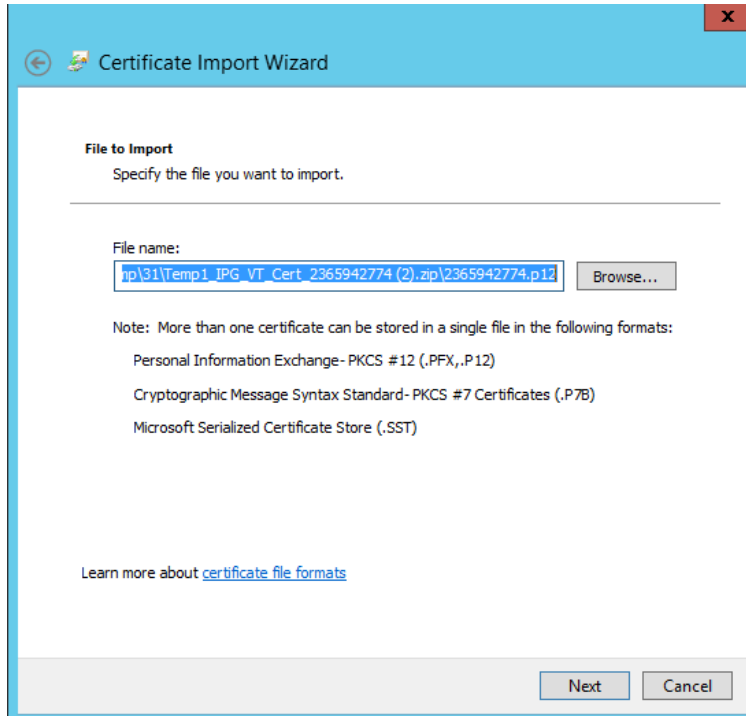 x
Certificate Import Wizard
File to Import
Specify the file you want to import.
File name:
np\31\Temp1_IPG_VT_Cert_2365942774 (2).zip\2365942774.p12
Browse...
Note: More than one certificate can be stored in a single file in the following formats:
Personal Information Exchange- PKCS #12 (.PFX,.P12)
Cryptographic Message Syntax Standard- PKCS #7 Certificates (.P7B)
Microsoft Serialized Certificate Store (.SST)
Learn more about certificate file formats
Next
Cancel